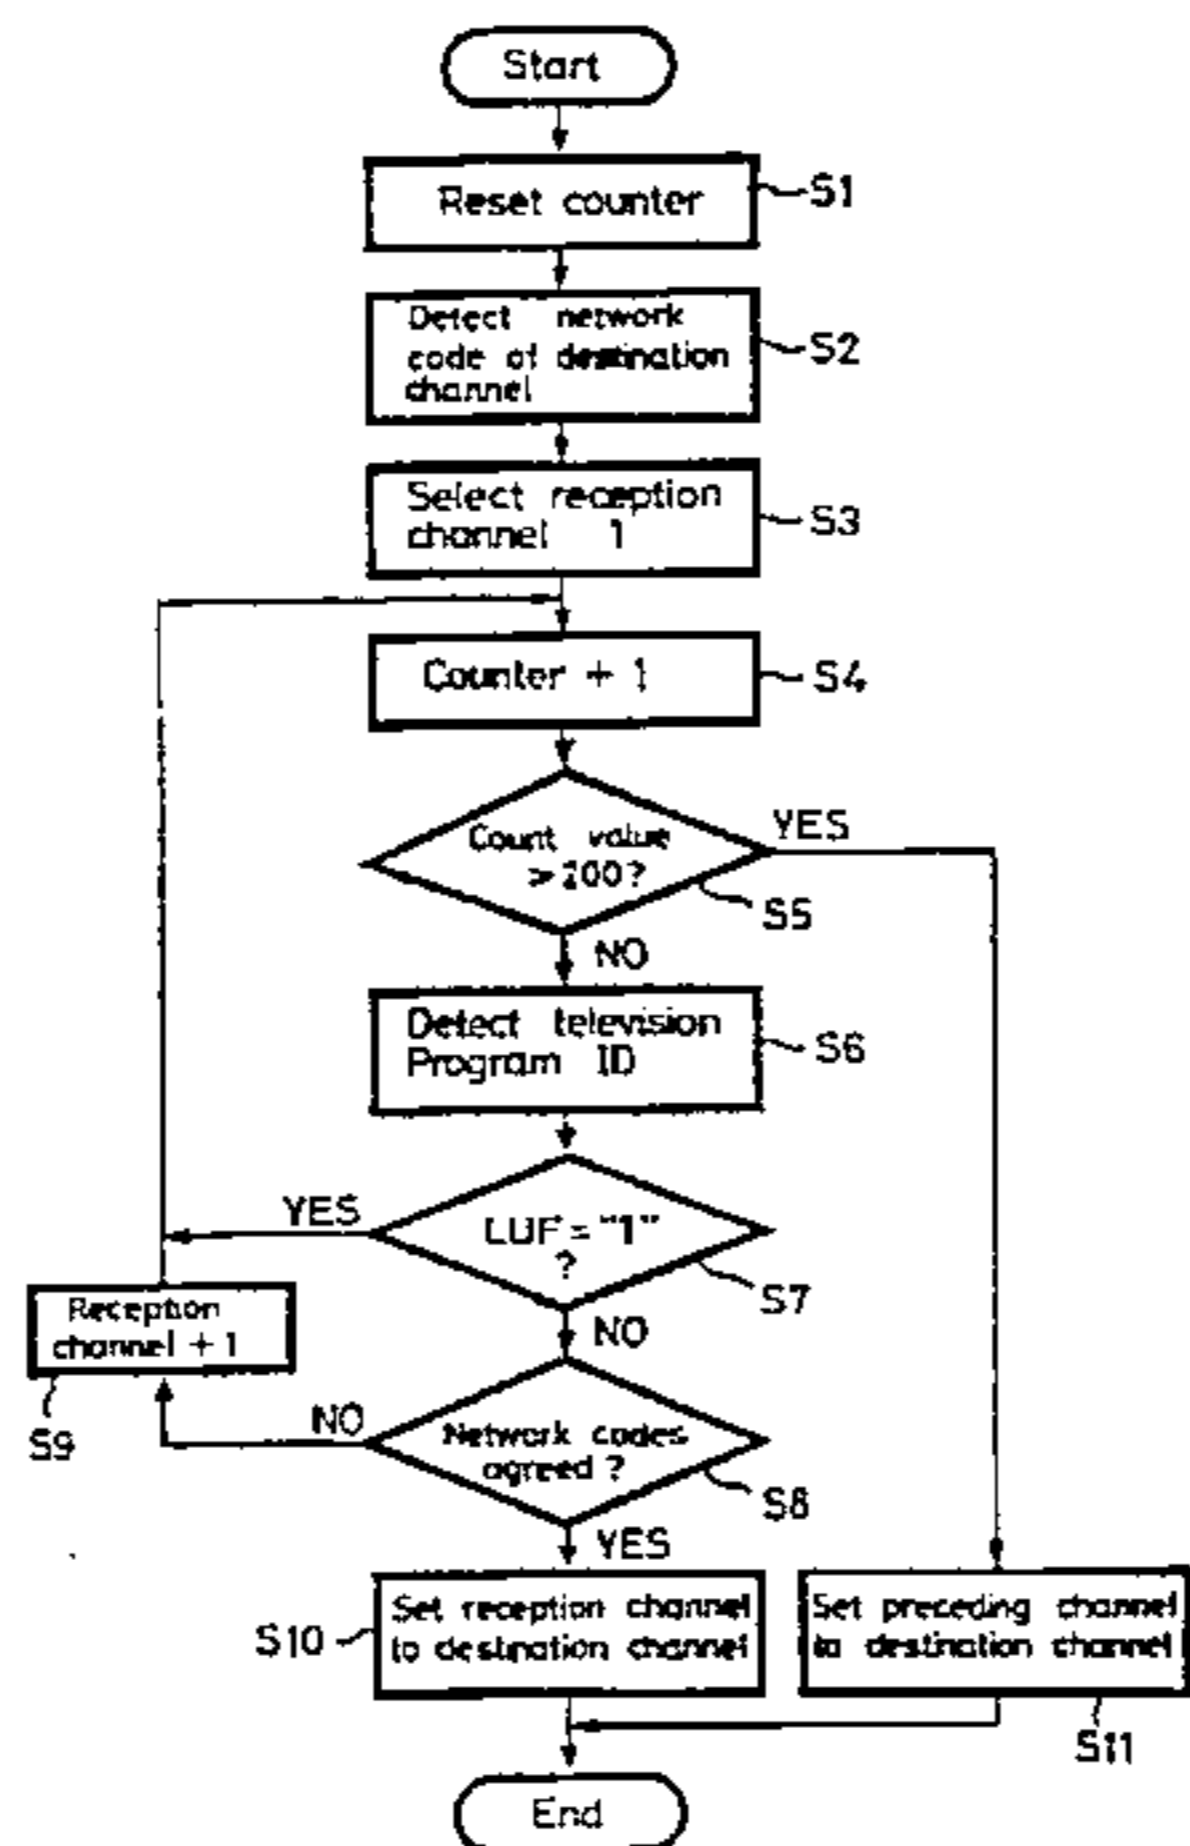 Start
Reset counter
S1
Detect network
code of destination
channel
S2
Select reception
channel 1
S3
Counter + 1
S4
Count value
> 200?
YES
S5
NO
Detect television
Program ID
S6
YES
LUF = "1"
?
S7
Reception
channel + 1
S9
NO
NO
Network codes
agreed?
S8
YES
Set reception channel
to destination channel
S10
Set preceding channel
to destination channel
S11
End